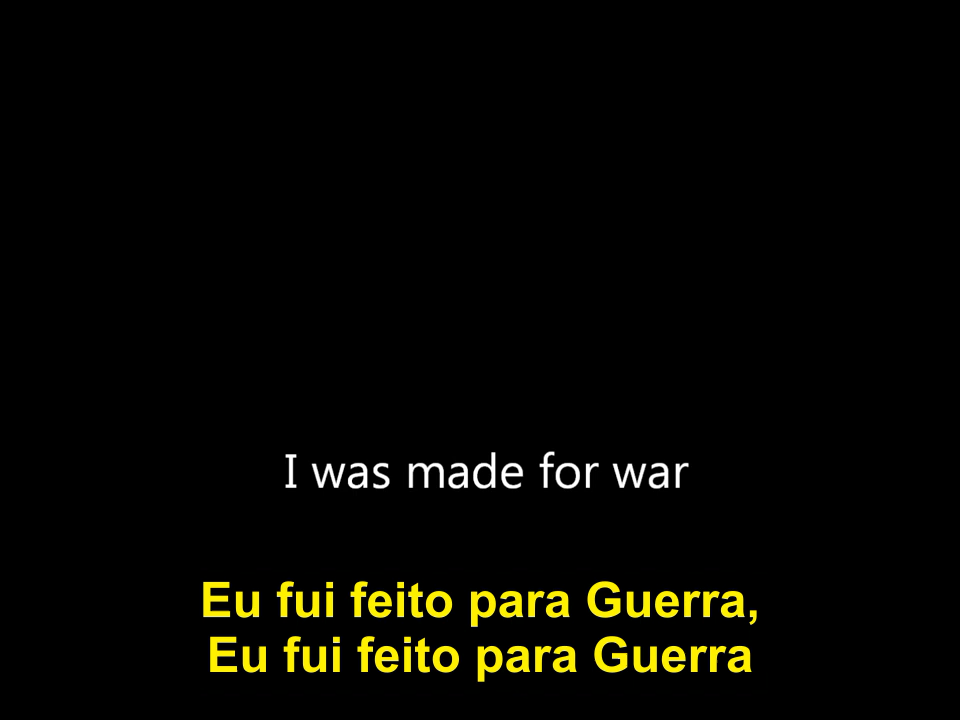 I was made for war
Eu fui feito para Guerra,
Eu fui feito para Guerra